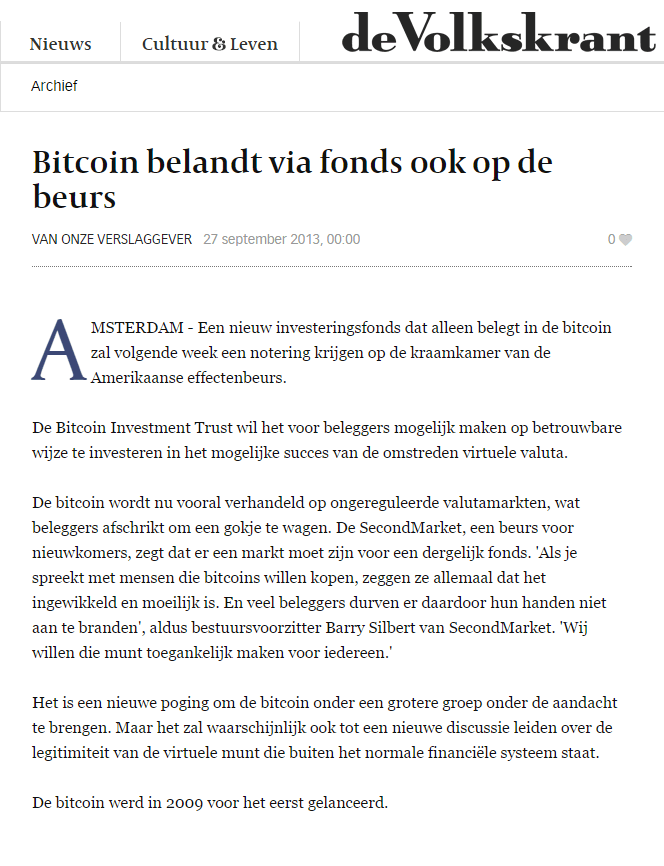 Nieuws
Cultuur & Leven
de Volkskrant
Archief
Bitcoin belandt via fonds ook op de
beurs
VAN ONZE VERSLAGGEVER 27 september 2013, 00:00
0
AMSTERDAM - Een nieuw investeringsfonds dat alleen belegt in de bitcoin
zal volgende week een notering krijgen op de kraamkamer van de
Amerikaanse effectenbeurs.
De Bitcoin Investment Trust wil het voor beleggers mogelijk maken op betrouwbare
wijze te investeren in het mogelijke succes van de omstreden virtuele valuta.
De bitcoin wordt nu vooral verhandeld op ongereguleerde valutamarkten, wat
beleggers afschrikt om een gokje te wagen. De SecondMarket, een beurs voor
nieuwkomers, zegt dat er een markt moet zijn voor een dergelijk fonds. 'Als je
spreekt met mensen die bitcoins willen kopen, zeggen ze allemaal dat het
ingewikkeld en moeilijk is. En veel beleggers durven er daardoor hun handen niet
aan te branden', aldus bestuursvoorzitter Barry Silbert van SecondMarket. 'Wij
willen die munt toegankelijk maken voor iedereen.'
Het is een nieuwe poging om de bitcoin onder een grotere groep onder de aandacht
te brengen. Maar het zal waarschijnlijk ook tot een nieuwe discussie leiden over de
legitimiteit van de virtuele munt die buiten het normale financiële systeem staat.
De bitcoin werd in 2009 voor het eerst gelanceerd.